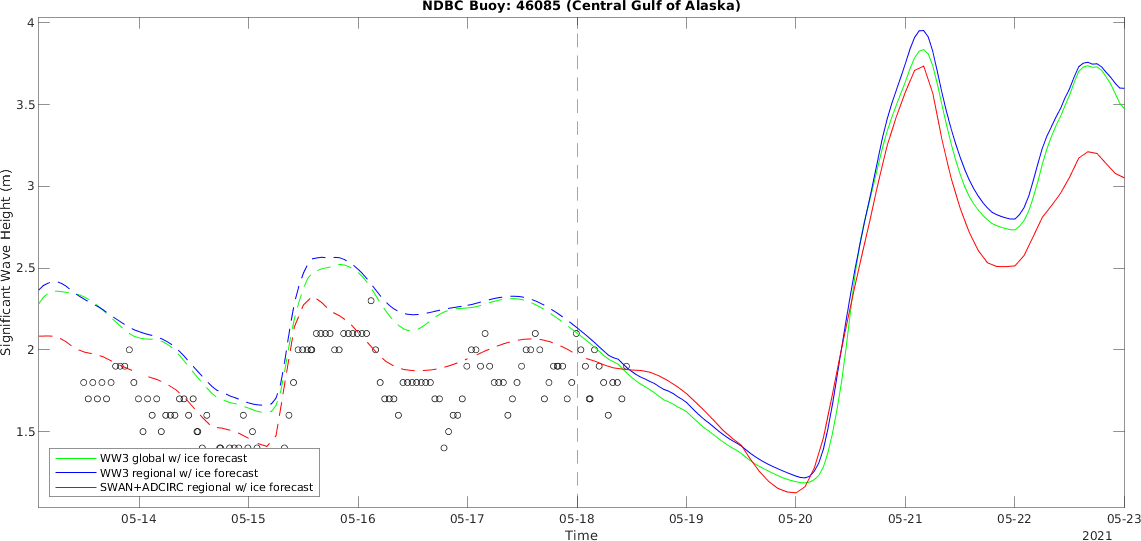 NDBC Buoy: 46085 (Central Gulf of Alaska)
4
3.5
3
2.5
2
1.5
Significant Wave Height (m)
WW3 global w/ ice forecast
WW3 regional w/ ice forecast
SWAN+ADCIRC regional w/ ice forecast
05-14 05-15 05-16 05-17 05-18 05-19 05-20 05-21 05-22 05-23
Time
2021